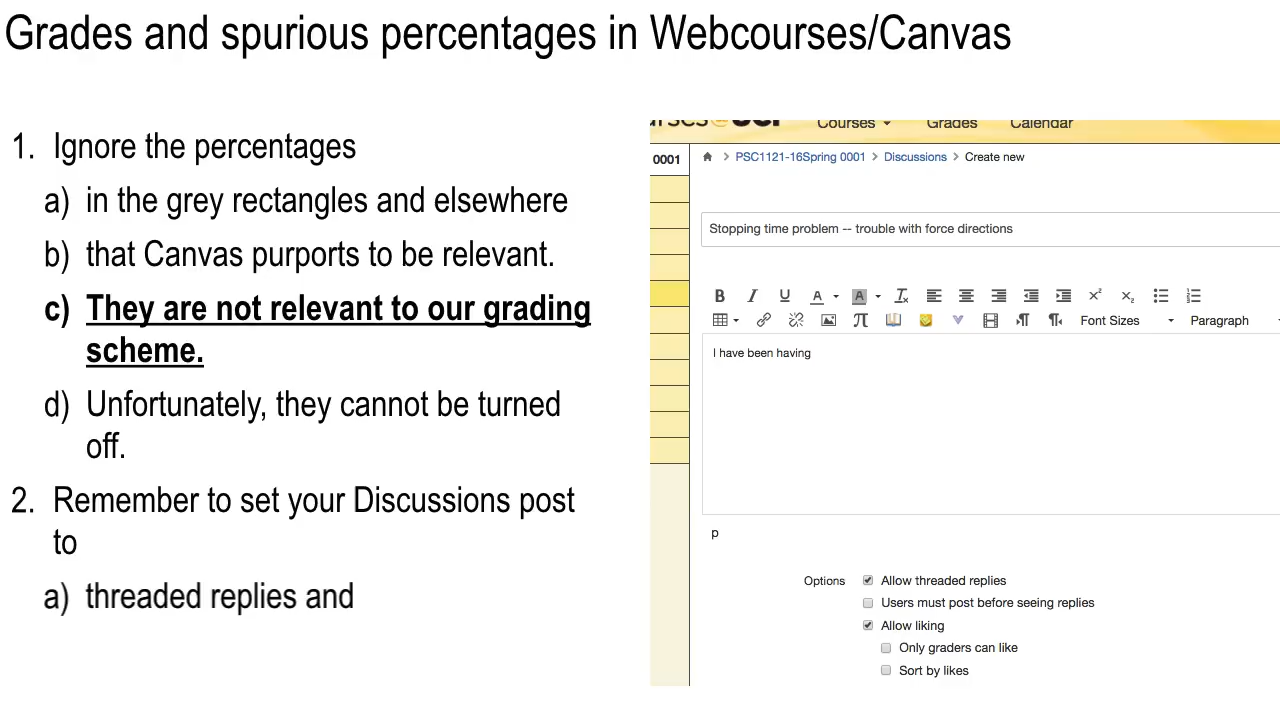 Grades and spurious percentages in Webcourses/Canvas
1. Ignore the percentages
a) in the grey rectangles and elsewhere
b) that Canvas purports to be relevant.
c) They are not relevant to our grading
scheme.
d) Unfortunately, they cannot be turned
off.
2. Remember to set your Discussions post
to
a) threaded replies and
Courses Grades Calendar
0001
PSC1121-16Spring 0001 > Discussions > Create new
Stopping time problem -- trouble with force directions
B I U A A Tx x² x₂
Font Sizes Paragraph
I have been having
p
Options Allow threaded replies
Users must post before seeing replies
Allow liking
Only graders can like
Sort by likes